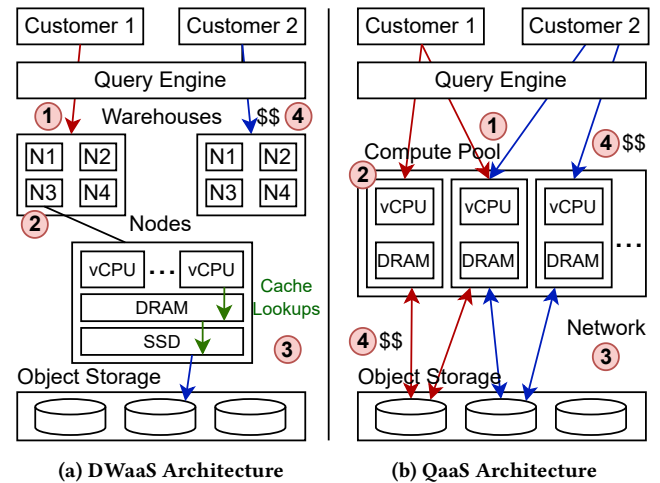 Customer 1
Customer 2
Query Engine
1
Warehouses
$$ 4
N1 N2
N3 N4
N1 N2
N3 N4
2
Nodes
vCPU ... vCPU
DRAM
SSD
Cache
Lookups
3
Object Storage
(a) DWaaS Architecture
Customer 1
Customer 2
Query Engine
1
4 $$
Compute Pool
2
vCPU
DRAM
vCPU
DRAM
vCPU
DRAM
...
4 $$
Network
3
Object Storage
(b) QaaS Architecture